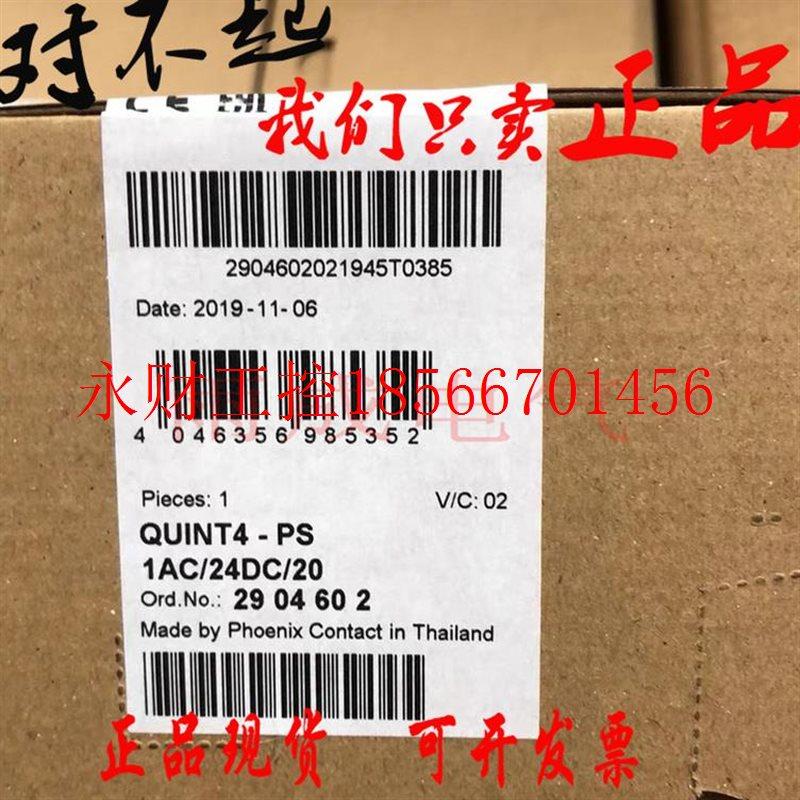 对不起
我们只卖正品
CE EAC
2904602021945T0385
Date: 2019-11-06
永财工控18566701456
4 046356 985352
Pieces: 1 V/C: 02
QUINT4 - PS
1AC/24DC/20
Ord.No.: 29 04 60 2
Made by Phoenix Contact in Thailand
正品现货 可开发票